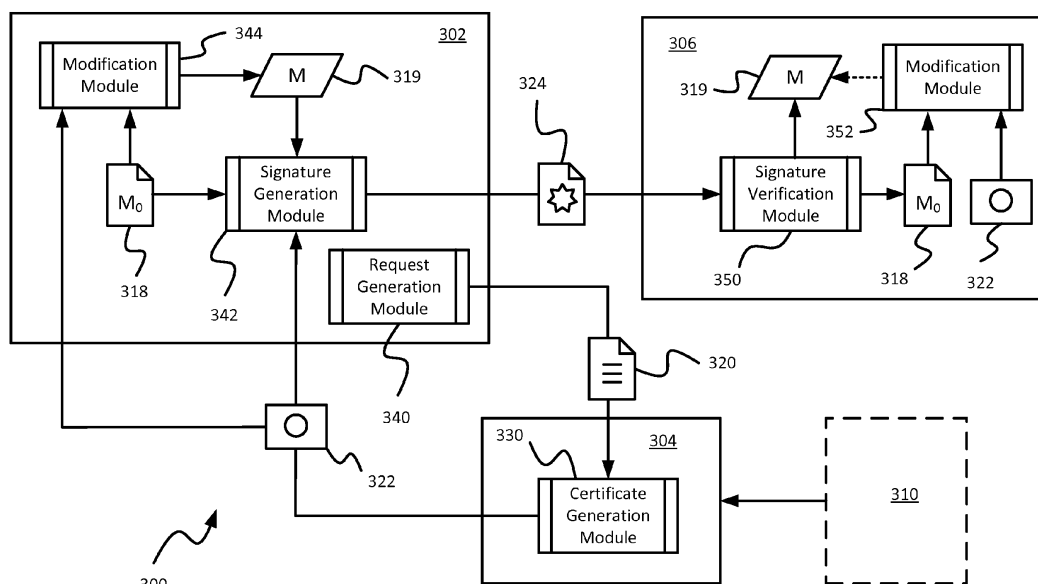 302
344
Modification
Module
M
319
M₀
318
Signature
Generation
Module
342
Request
Generation
Module
340
324
306
M
319
Modification
Module
352
Signature
Verification
Module
350
M₀
318
322
320
322
330
304
Certificate
Generation
Module
310
300